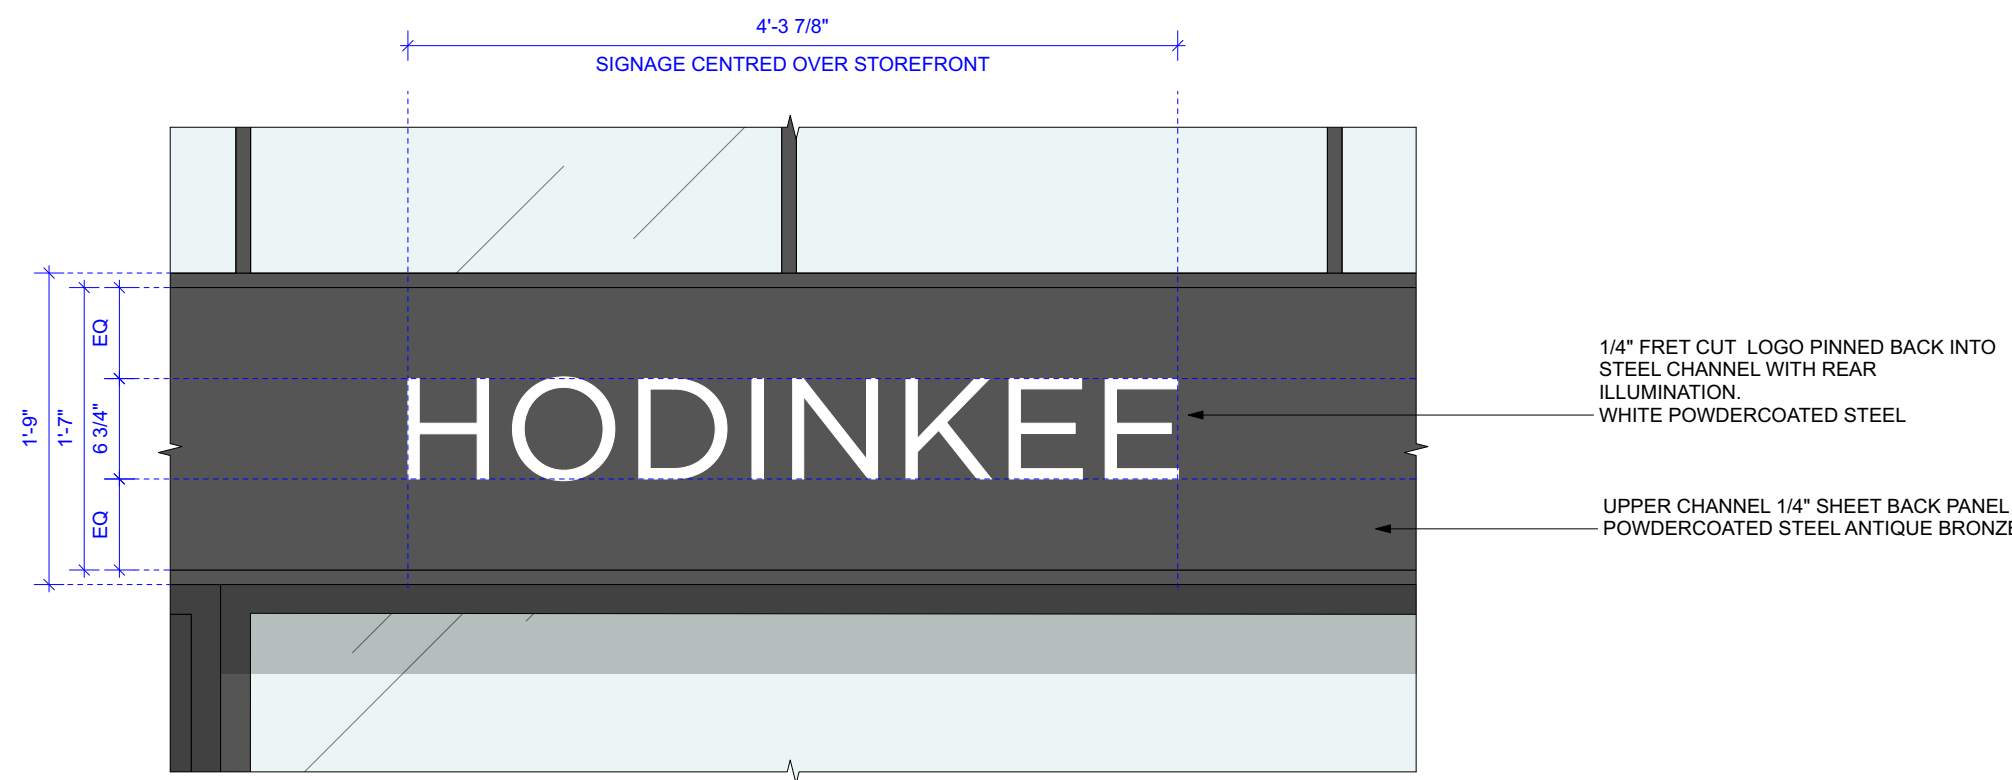 4'-3 7/8"
SIGNAGE CENTRED OVER STOREFRONT
1'-9"
1'-7"
EQ
6 3/4"
EQ
HODINKEE
1/4" FRET CUT LOGO PINNED BACK INTO
STEEL CHANNEL WITH REAR
ILLUMINATION.
WHITE POWDERCOATED STEEL
UPPER CHANNEL 1/4" SHEET BACK PANEL
POWDERCOATED STEEL ANTIQUE BRONZE